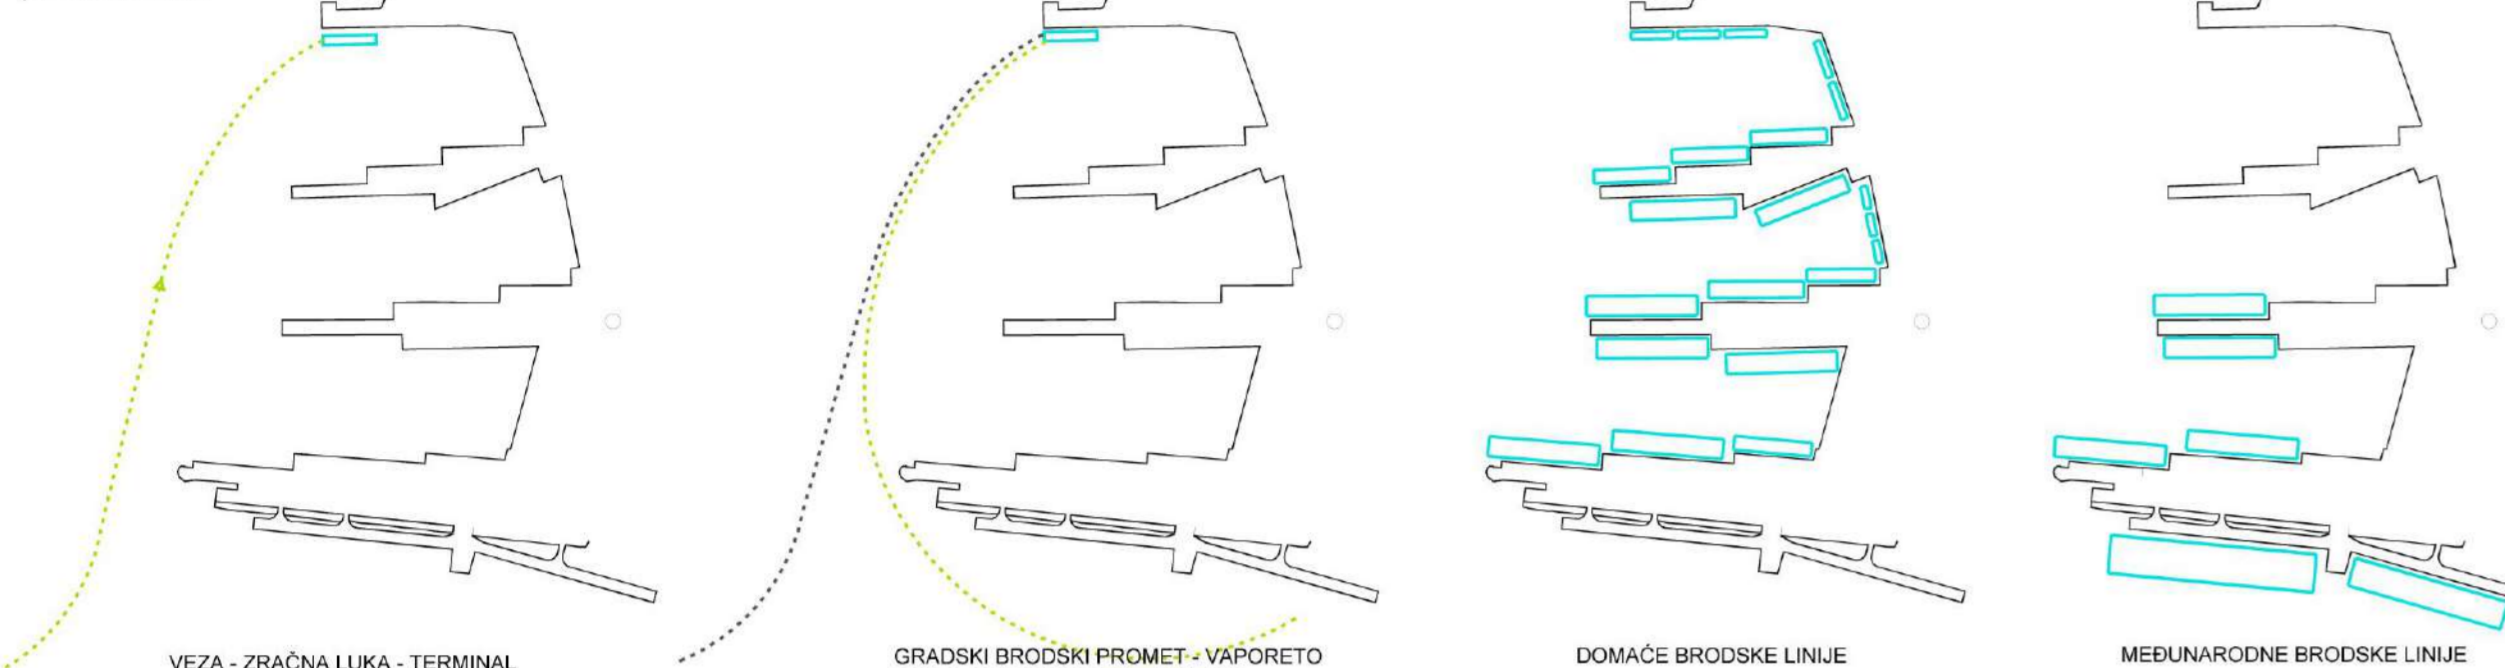 VEZA - ZRAČNA LUKA - TERMINAL
GRADSKI BRODSKI PROMET - VAPORETO
DOMAĆE BRODSKE LINIJE
MEĐUNARODNE BRODSKE LINIJE